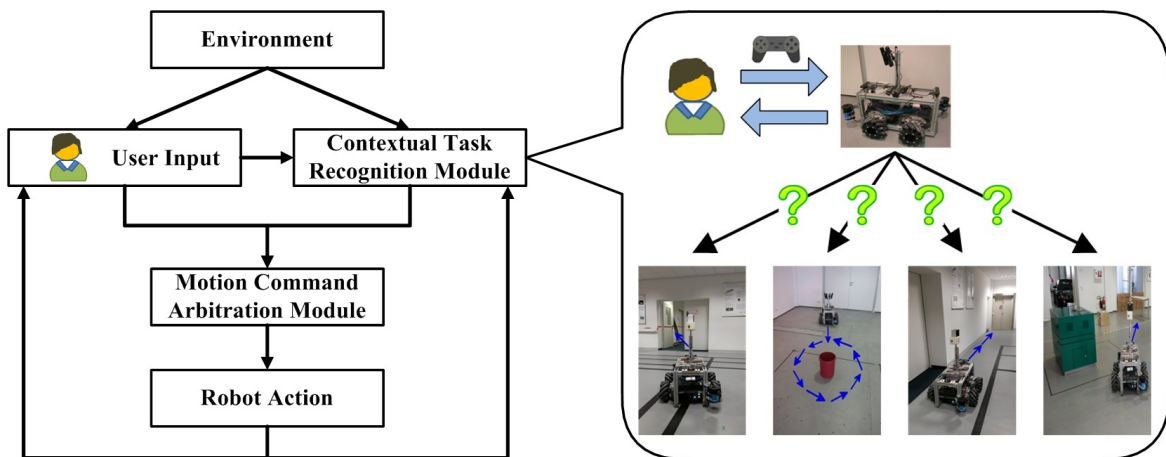 Environment
User Input
Contextual Task
Recognition Module
Motion Command
Arbitration Module
Robot Action
? ? ? ?